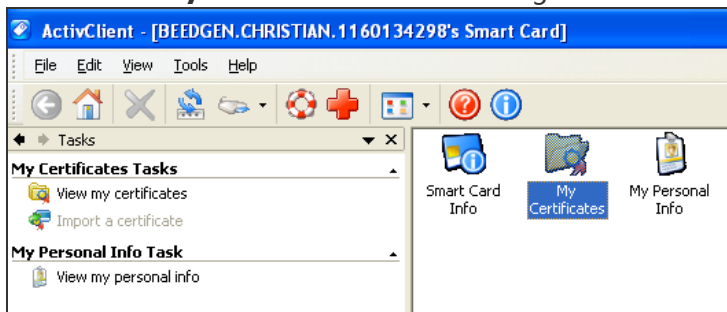 ActivClient - [BEEDGEN.CHRISTIAN.1160134298's Smart Card]
File Edit View Tools Help
Tasks
My Certificates Tasks
View my certificates
Import a certificate
My Personal Info Task
View my personal info
Smart Card Info
My Certificates
My Personal Info